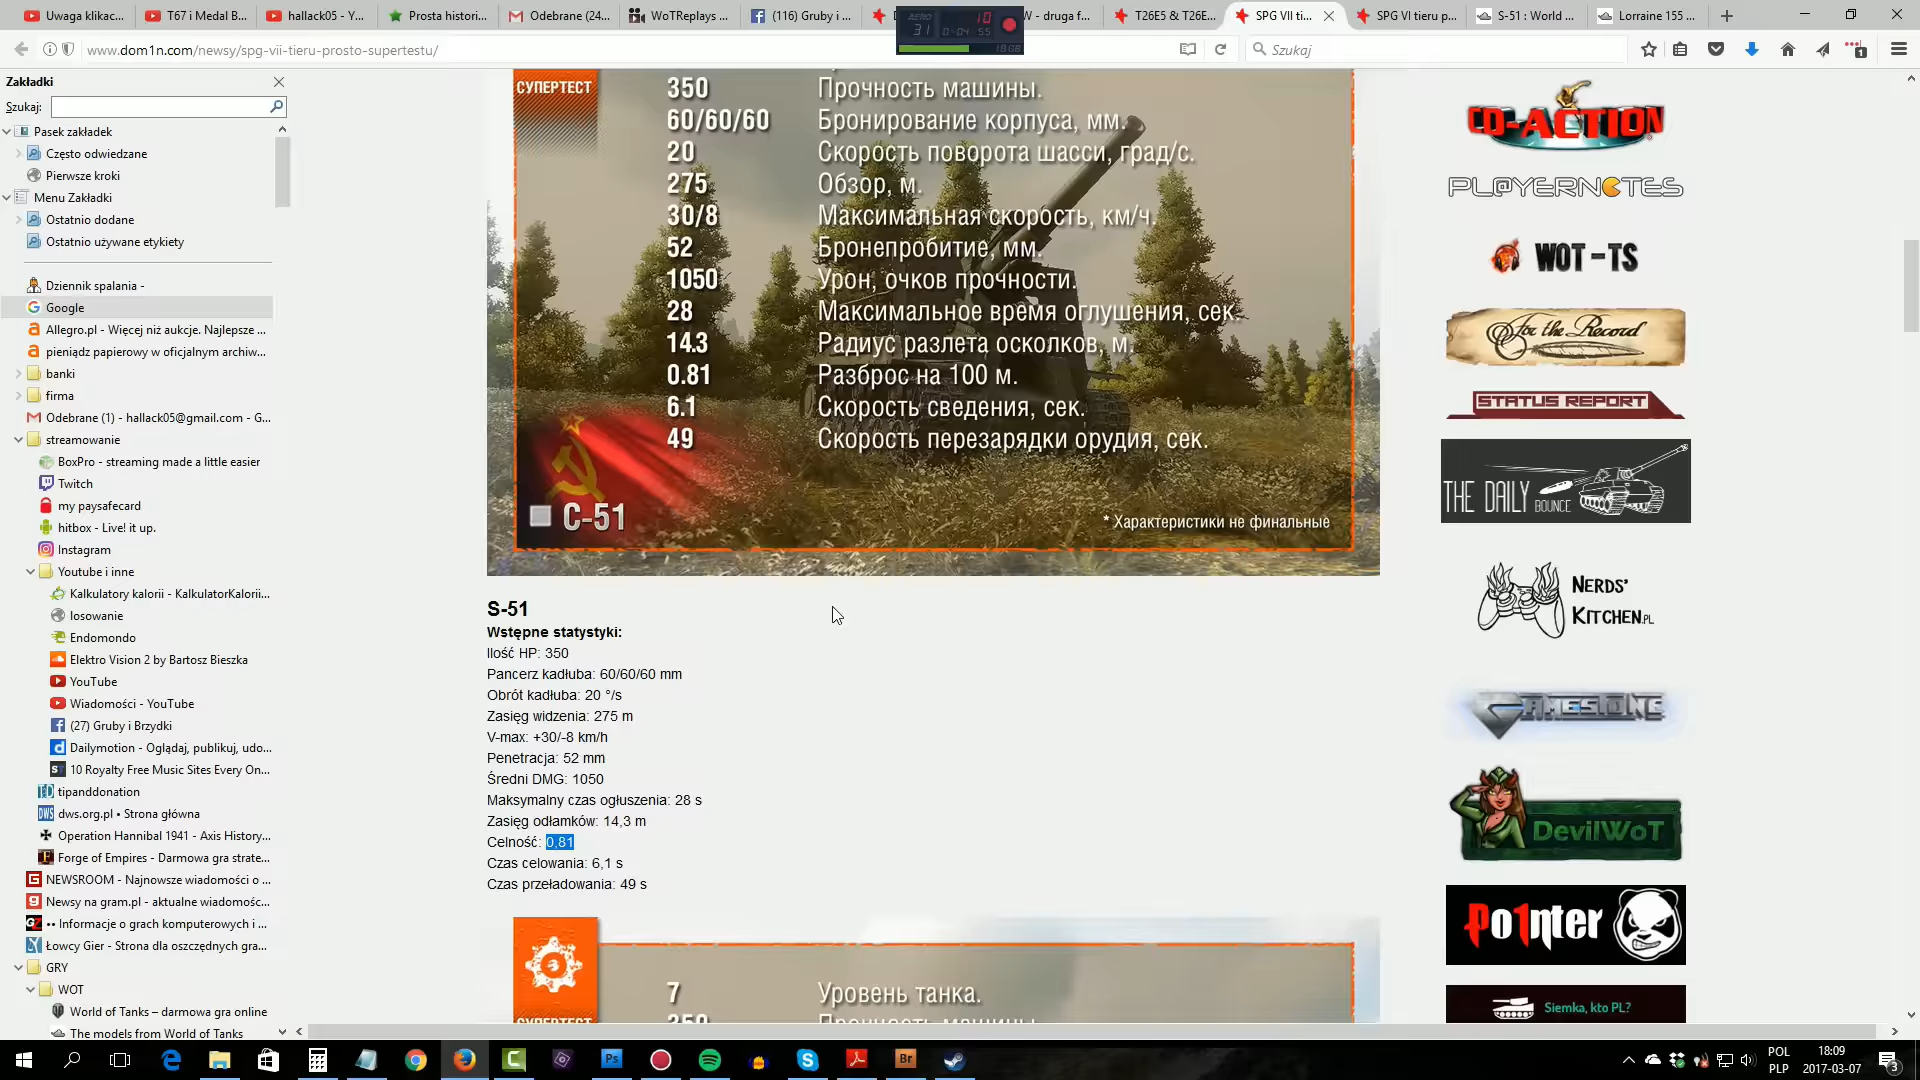 Uwaga klikac...
T67 i Medal B...
hallack05 - Y...
Prosta histori...
Odebrane (24...
WoTReplays ...
(116) Gruby i ...
W - druga f...
T26E5 & T26E...
SPG VII ti...
SPG VI tieru p...
S-51 : World ...
Lorraine 155 ...
www.dom1n.com/newsy/spg-vii-tieru-prosto-supertestu/
Szukaj
Zakładki
Szukaj:
Pasek zakładek
Często odwiedzane
Pierwsze kroki
Menu Zakładki
Ostatnio dodane
Ostatnio używane etykiety
Dziennik spalania -
Google
Allegro.pl - Więcej niż aukcje. Najlepsze ...
pieniądz papierowy w oficjalnym archiw...
banki
firma
Odebrane (1) - hallack05@gmail.com - G...
streamowanie
BoxPro - streaming made a little easier
Twitch
my paysafecard
hitbox - Live! it up.
Instagram
Youtube i inne
Kalkulatory kalorii - KalkulatorKalorii...
losowanie
Endomondo
Elektro Vision 2 by Bartosz Bieszka
YouTube
Wiadomości - YouTube
(27) Gruby i Brzydki
Dailymotion - Oglądaj, publikuj, udo...
10 Royalty Free Music Sites Every On...
tipanddonation
dws.org.pl • Strona główna
Operation Hannibal 1941 - Axis History...
Forge of Empires - Darmowa gra strate...
NEWSROOM - Najnowsze wiadomości o ...
Newsy na gram.pl - aktualne wiadomośc...
•• Informacje o grach komputerowych i ...
Łowcy Gier - Strona dla oszczędnych gra...
GRY
WOT
World of Tanks – darmowa gra online
The models from World of Tanks
СУПЕРТЕСТ
350 Прочность машины.
60/60/60 Бронирование корпуса, мм.
20 Скорость поворота шасси, град/с.
275 Обзор, м.
30/8 Максимальная скорость, км/ч.
52 Бронепробитие, мм.
1050 Урон, очков прочности.
28 Максимальное время оглушения, сек.
14.3 Радиус разлета осколков, м.
0.81 Разброс на 100 м.
6.1 Скорость сведения, сек.
49 Скорость перезарядки орудия, сек.
С-51
* Характеристики не финальные
S-51
Wstępne statystyki:
Ilość HP: 350
Pancerz kadłuba: 60/60/60 mm
Obrót kadłuba: 20 °/s
Zasięg widzenia: 275 m
V-max: +30/-8 km/h
Penetracja: 52 mm
Średni DMG: 1050
Maksymalny czas ogłuszenia: 28 s
Zasięg odłamków: 14,3 m
Celność: 0,81
Czas celowania: 6,1 s
Czas przeładowania: 49 s
7 Уровень танка.
350 Прочность машины.
СУПЕРТЕСТ
CD-ACTION
PL@YERNOTES
WOT-TS
For the Record
STATUS REPORT
THE DAILY BOUNCE
NERDS'
KITCHEN.PL
GAMESTONE
DevilWoT
Po1nter
Siemka, kto PL?
POL
PLP
18:09
2017-03-07
3